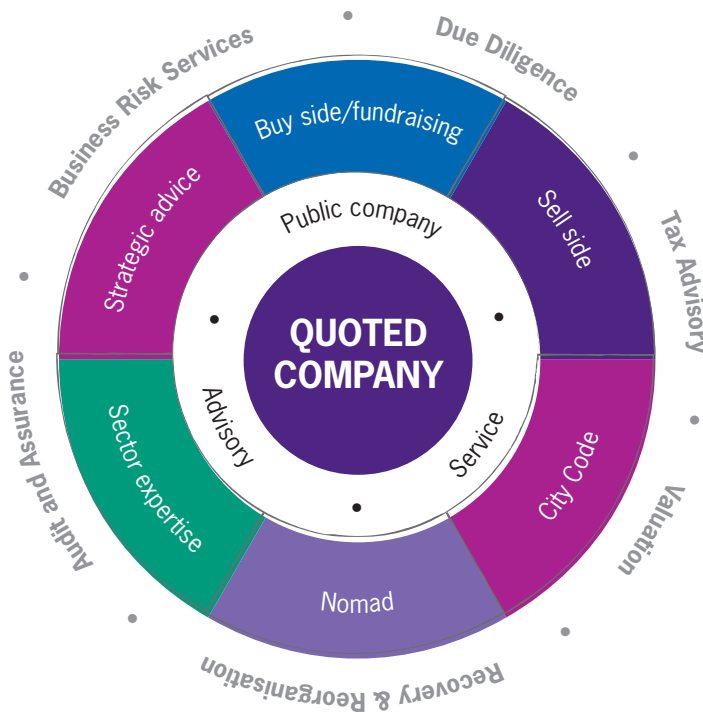 Business Risk Services
Due Diligence
Tax Advisory
Valuation
Recovery & Reorganisation
Audit and Assurance
Buy side/fundraising
Sell side
City Code
Nomad
Sector expertise
Strategic advice
Public company
Service
Advisory
QUOTED
COMPANY